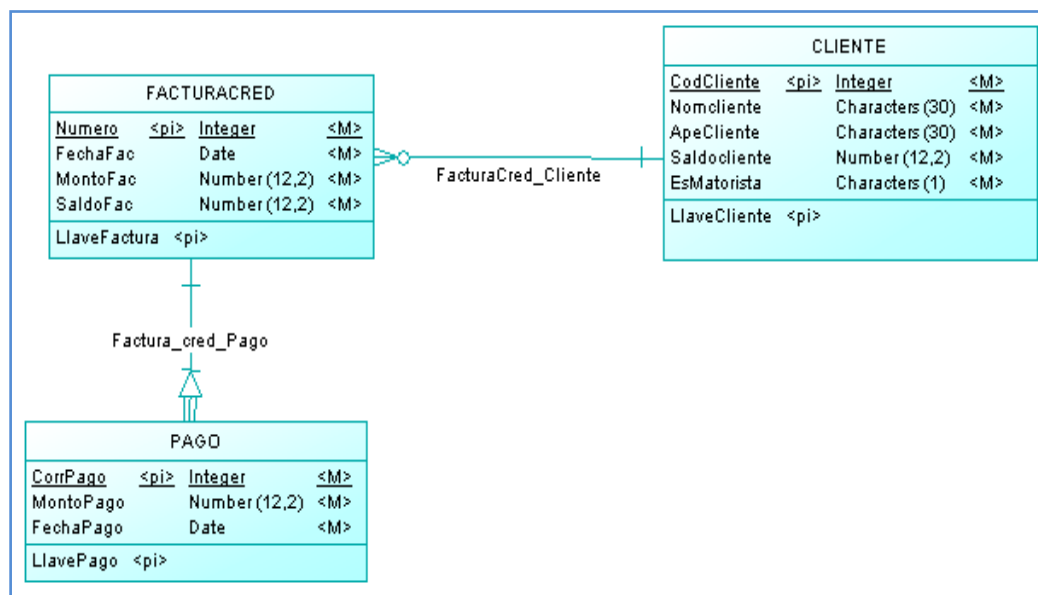 FACTURACRED
Numero <pi> Integer <M>
FechaFac Date <M>
MontoFac Number (12,2) <M>
SaldoFac Number (12,2) <M>
LlaveFactura <pi>
CLIENTE
CodCliente <pi> Integer <M>
Nomcliente Characters (30) <M>
ApeCliente Characters (30) <M>
Saldocliente Number (12,2) <M>
EsMatorista Characters (1) <M>
LlaveCliente <pi>
FacturaCred_Cliente
Factura_cred_Pago
PAGO
CorrPago <pi> Integer <M>
MontoPago Number (12,2) <M>
FechaPago Date <M>
LlavePago <pi>